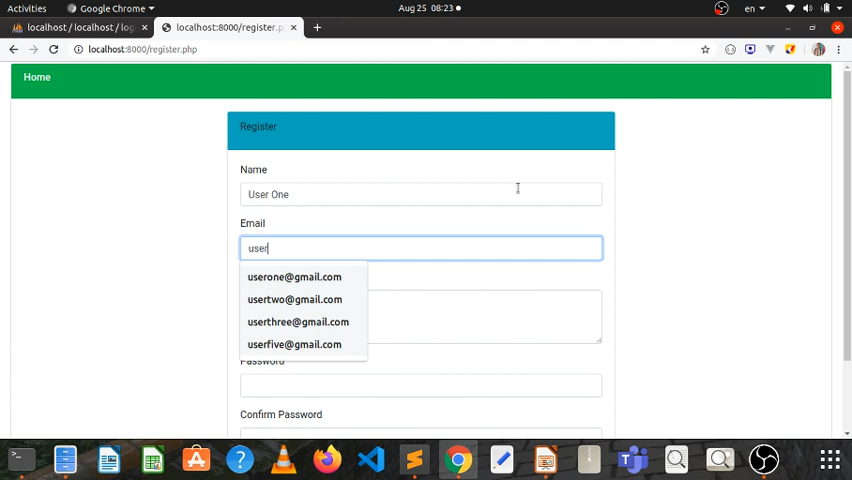 Activities
Google Chrome
Aug 25 08:23
en
localhost / localhost / log
localhost:8000/register.php
localhost:8000/register.php
Home
Register
Name
User One
Email
user
userone@gmail.com
usertwo@gmail.com
userthree@gmail.com
userfive@gmail.com
Password
Confirm Password